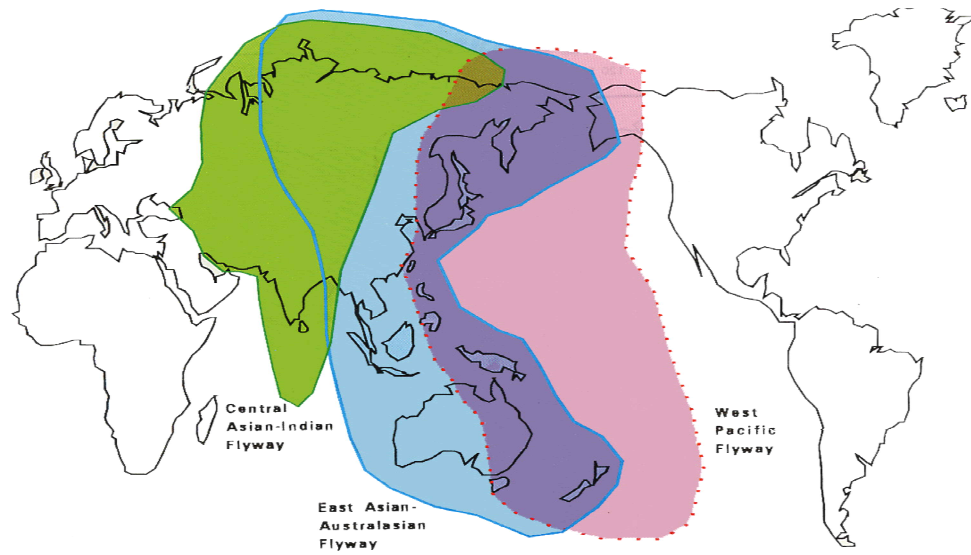 Central
Asian-Indian
Flyway
West
Pacific
Flyway
East Asian-
Australasian
Flyway